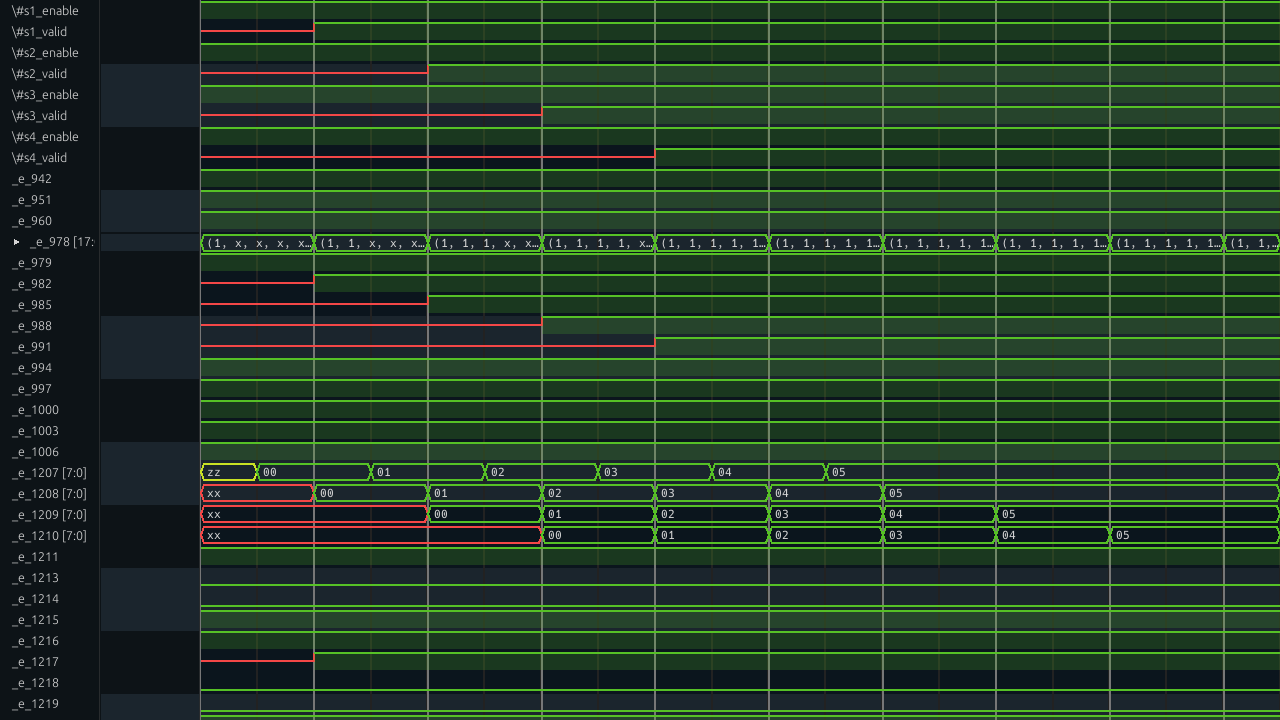 \#s1_enable
\#s1_valid
\#s2_enable
\#s2_valid
\#s3_enable
\#s3_valid
\#s4_enable
\#s4_valid
_e_942
_e_951
_e_960
_e_978 [17: (1, x, x, x, x… (1, 1, x, x, x… (1, 1, 1, x, x… (1, 1, 1, 1, x… (1, 1, 1, 1, 1… (1, 1, 1, 1, 1… (1, 1, 1, 1, 1… (1, 1, 1, 1, 1… (1, 1, 1, 1, 1… (1, 1,…
_e_979
_e_982
_e_985
_e_988
_e_991
_e_994
_e_997
_e_1000
_e_1003
_e_1006
_e_1207 [7:0] zz 00 01 02 03 04 05
_e_1208 [7:0] xx 00 01 02 03 04 05
_e_1209 [7:0] xx 00 01 02 03 04 05
_e_1210 [7:0] xx 00 01 02 03 04 05
_e_1211
_e_1213
_e_1214
_e_1215
_e_1216
_e_1217
_e_1218
_e_1219